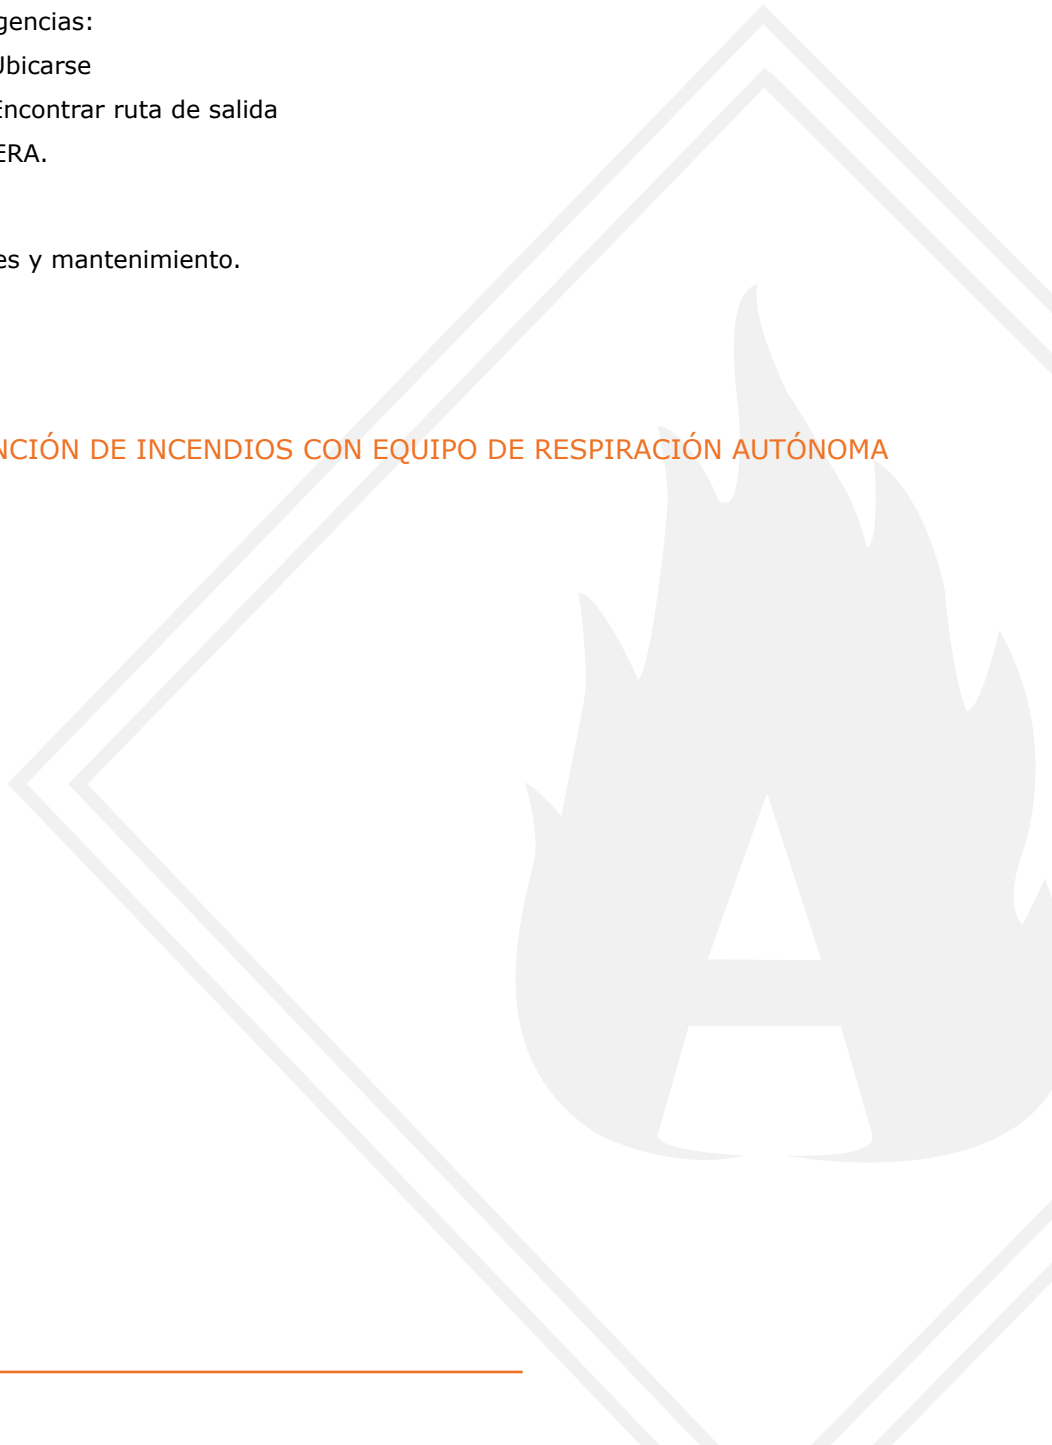 gencias:
Ubicarse
Encontrar ruta de salida
ERA.
es y mantenimiento.
NCIÓN DE INCENDIOS CON EQUIPO DE RESPIRACIÓN AUTÓNOMA
A